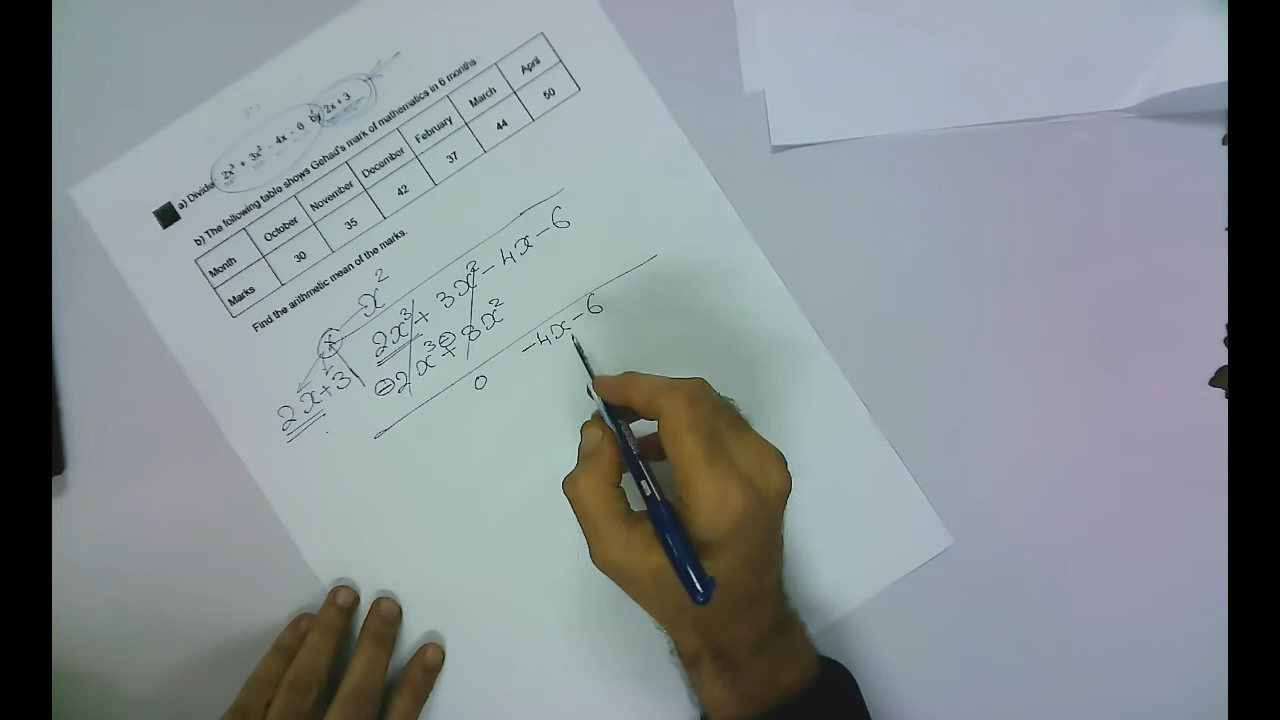 a) Divide 2x³ + 3x² - 4x - 6 by 2x + 3
b) The following table shows Gehad's mark of mathematics in 6 months
Month October November December February March April
Marks 30 35 42 37 44 50
Find the arithmetic mean of the marks.
x²
2x³ + 3x² - 4x - 6
2x + 3
⊖2x³ ⊖+ 3x²
0 -4x - 6